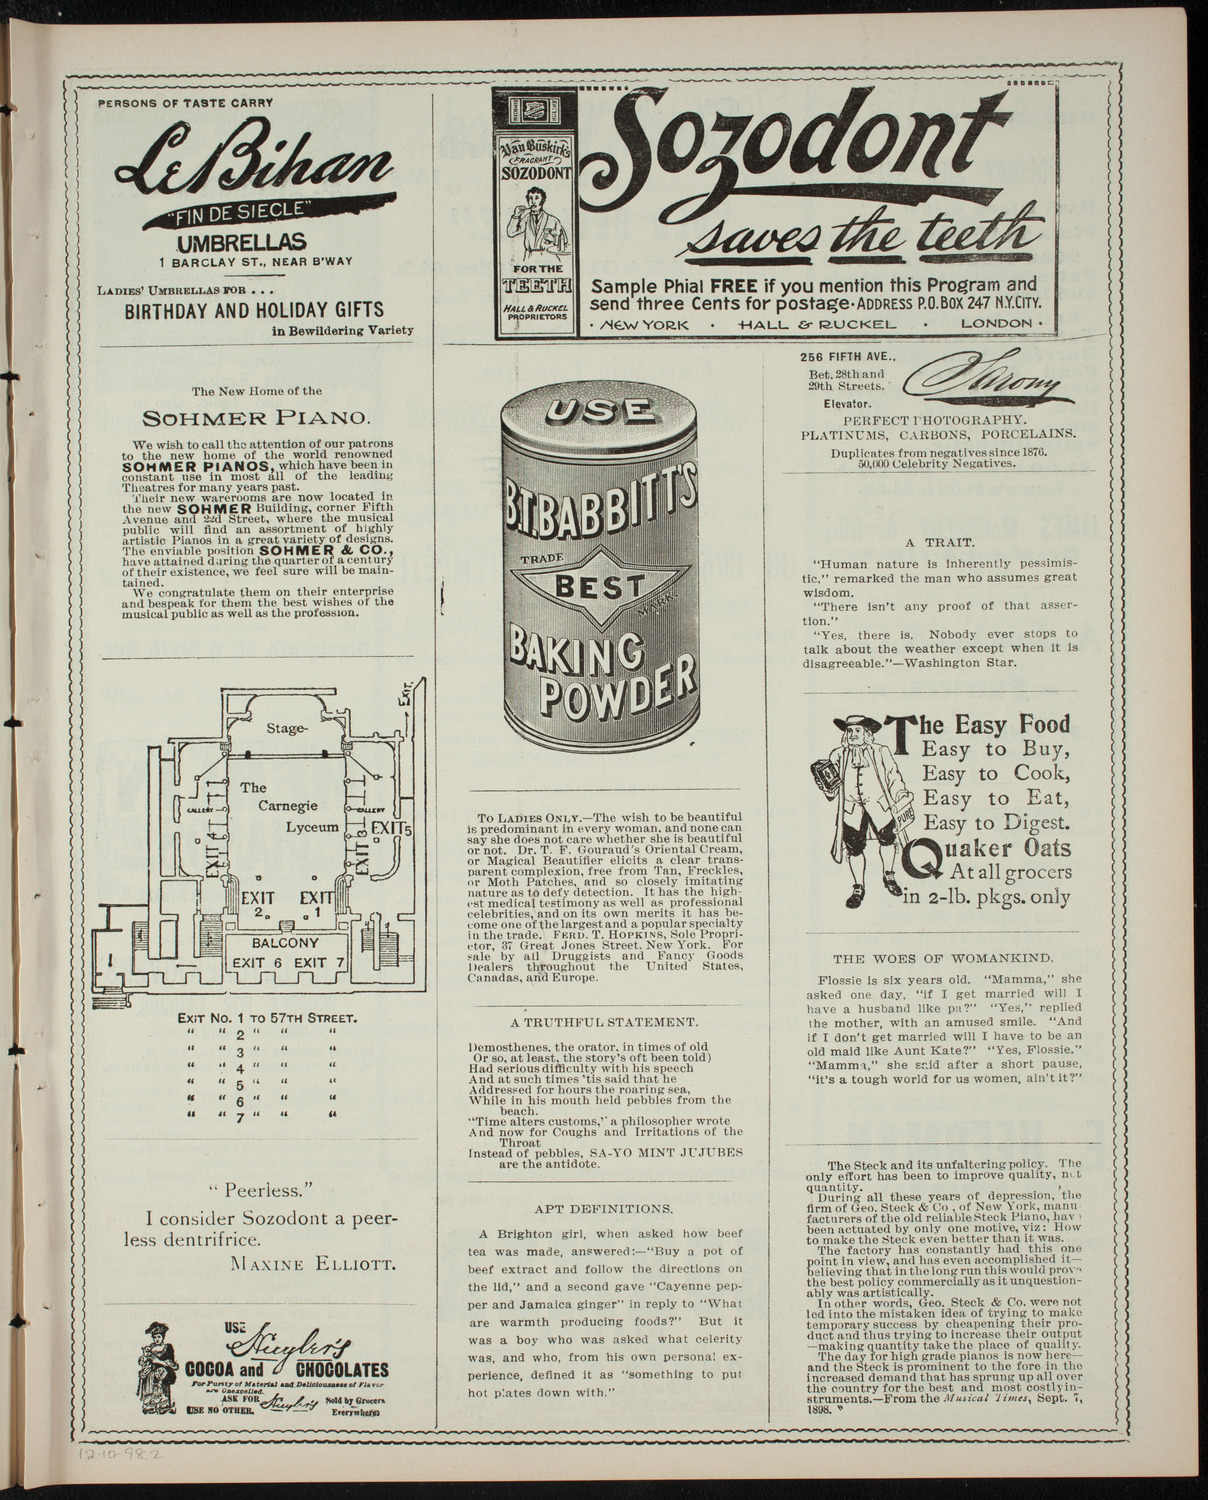 PERSONS OF TASTE CARRY
Le Bihan
"FIN DE SIECLE"
UMBRELLAS
1 BARCLAY ST., NEAR B'WAY
LADIES' UMBRELLAS FOR . . .
BIRTHDAY AND HOLIDAY GIFTS
in Bewildering Variety
The New Home of the
SOHMER PIANO.
We wish to call the attention of our patrons
to the new home of the world renowned
SOHMER PIANOS, which have been in
constant use in most all of the leading
Theatres for many years past.
Their new warerooms are now located in
the new SOHMER Building, corner Fifth
Avenue and 22d Street, where the musical
public will find an assortment of highly
artistic Pianos in a great variety of designs.
The enviable position SOHMER & CO.,
have attained during the quarter of a century
of their existence, we feel sure will be main-
tained.
We congratulate them on their enterprise
and bespeak for them the best wishes of the
musical public as well as the profession.
EXIT.
Stage-
The
Carnegie
Lyceum
GALLERY
GALLERY
EXIT 4
EXIT 3
EXIT 5
EXIT
2.
EXIT
.1
BALCONY
EXIT 6 EXIT 7
EXIT NO. 1 TO 57TH STREET.
" " 2 " " "
" " 3 " " "
" " 4 " " "
" " 5 " " "
" " 6 " " "
" " 7 " " "
"Peerless."
I consider Sozodont a peer-
less dentrifrice.
MAXINE ELLIOTT.
USE
Huyler's
COCOA and CHOCOLATES
For Purity of Material and Deliciousness of Flavor
are Unexcelled.
ASK FOR Huyler's Sold by Grocers
USE NO OTHER. Everywhere
12-10-98.2
Van Buskirk's
FRAGRANT
SOZODONT
FOR THE
TEETH
HALL & RUCKEL
PROPRIETORS
Sozodont
saves the teeth
Sample Phial FREE if you mention this Program and
send three Cents for postage · ADDRESS P.O. BOX 247 N.Y. CITY.
· NEW YORK · HALL & RUCKEL · LONDON ·
USE
B.T. BABBITT'S
TRADE
BEST
MARK.
BAKING
POWDER
TO LADIES ONLY.—The wish to be beautiful
is predominant in every woman, and none can
say she does not care whether she is beautiful
or not. Dr. T. F. Gouraud's Oriental Cream,
or Magical Beautifier elicits a clear trans-
parent complexion, free from Tan, Freckles,
or Moth Patches, and so closely imitating
nature as to defy detection. It has the high-
est medical testimony as well as professional
celebrities, and on its own merits it has be-
come one of the largest and a popular specialty
in the trade. FERD. T. HOPKINS, Sole Propri-
etor, 37 Great Jones Street. New York. For
sale by all Druggists and Fancy Goods
Dealers throughout the United States,
Canadas, and Europe.
A TRUTHFUL STATEMENT.
Demosthenes, the orator, in times of old
Or so, at least, the story's oft been told)
Had serious difficulty with his speech
And at such times 'tis said that he
Addressed for hours the roaring sea,
While in his mouth held pebbles from the
beach.
"Time alters customs," a philosopher wrote
And now for Coughs and Irritations of the
Throat
Instead of pebbles, SA-YO MINT JUJUBES
are the antidote.
APT DEFINITIONS.
A Brighton girl, when asked how beef
tea was made, answered:—"Buy a pot of
beef extract and follow the directions on
the lid," and a second gave "Cayenne pep-
per and Jamaica ginger" in reply to "What
are warmth producing foods?" But it
was a boy who was asked what celerity
was, and who, from his own personal ex-
perience, defined it as "something to put
hot plates down with."
256 FIFTH AVE.,
Bet. 28th and
29th Streets.
Elevator.
Sarony
PERFECT PHOTOGRAPHY.
PLATINUMS, CARBONS, PORCELAINS.
Duplicates from negatives since 1876.
50,000 Celebrity Negatives.
A TRAIT.
"Human nature is inherently pessimis-
tic," remarked the man who assumes great
wisdom.
"There isn't any proof of that asser-
tion."
"Yes, there is. Nobody ever stops to
talk about the weather except when it is
disagreeable."—Washington Star.
PURE
The Easy Food
Easy to Buy,
Easy to Cook,
Easy to Eat,
Easy to Digest.
Quaker Oats
At all grocers
in 2-lb. pkgs. only
THE WOES OF WOMANKIND.
Flossie is six years old. "Mamma," she
asked one day, "if I get married will I
have a husband like pa?" "Yes," replied
the mother, with an amused smile. "And
if I don't get married will I have to be an
old maid like Aunt Kate?" "Yes, Flossie."
"Mamma," she said after a short pause,
"it's a tough world for us women, ain't it?"
The Steck and its unfaltering policy. The
only effort has been to improve quality, not
quantity.
During all these years of depression, the
firm of Geo. Steck & Co, of New York, manu-
facturers of the old reliable Steck Piano, have
been actuated by only one motive, viz: How
to make the Steck even better than it was.
The factory has constantly had this one
point in view, and has even accomplished it—
believing that in the long run this would prove
the best policy commercially as it unquestion-
ably was artistically.
In other words, Geo. Steck & Co. were not
led into the mistaken idea of trying to make
temporary success by cheapening their pro-
duct and thus trying to increase their output
—making quantity take the place of quality.
The day for high grade pianos is now here—
and the Steck is prominent to the fore in the
increased demand that has sprung up all over
the country for the best and most costly in-
struments.—From the Musical Times, Sept. 7,
1898.